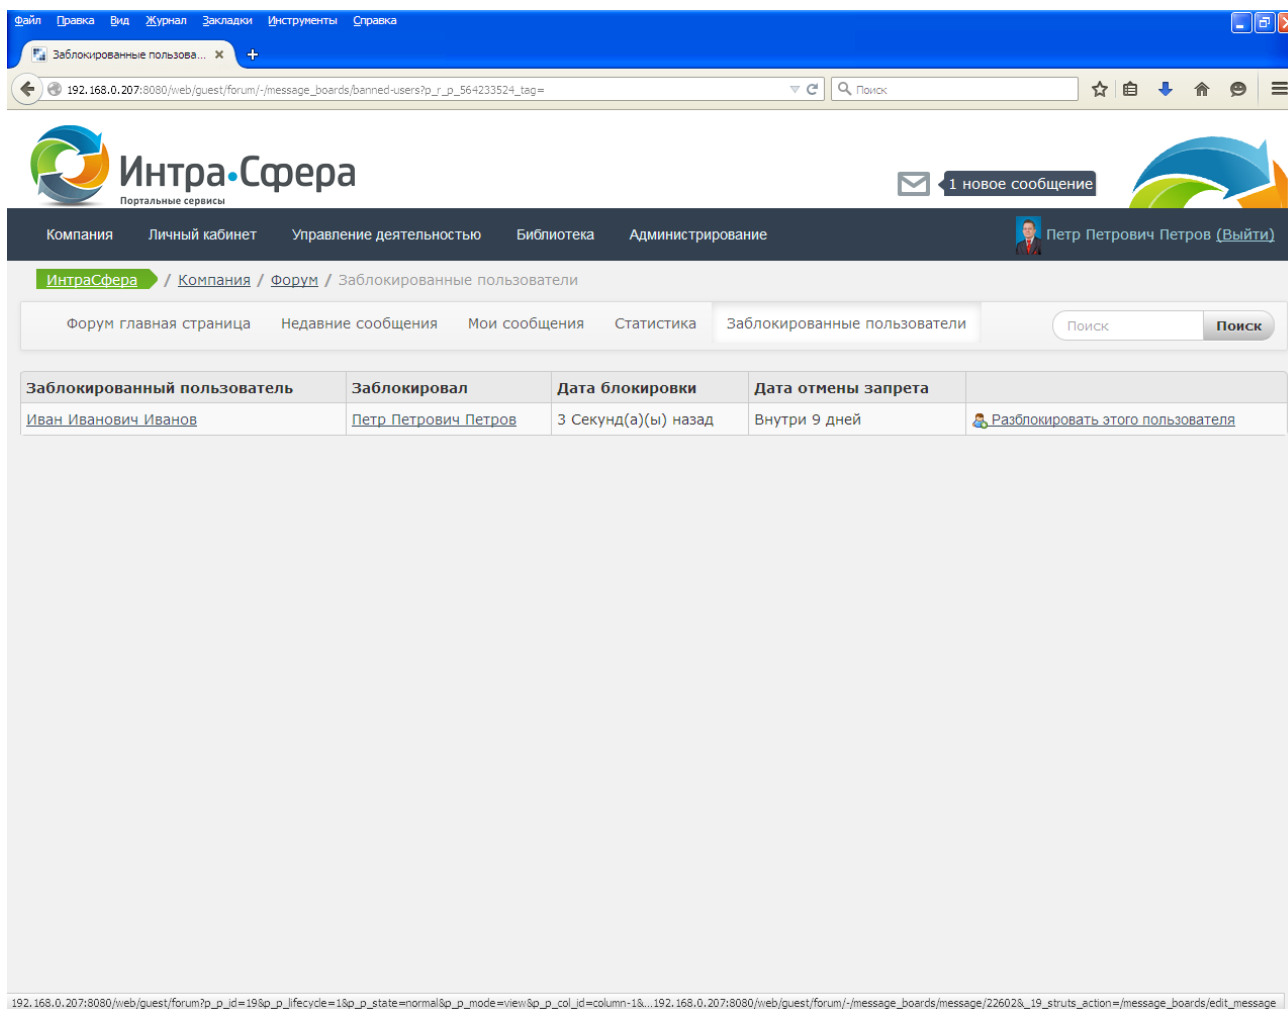 Файл Правка Вид Журнал Закладки Инструменты Справка
Заблокированные пользова...
192.168.0.207:8080/web/guest/forum/-/message_boards/banned-users?p_r_p_564233524_tag=
Поиск
Интра•Сфера
Портальные сервисы
1 новое сообщение
Компания Личный кабинет Управление деятельностью Библиотека Администрирование Петр Петрович Петров (Выйти)
ИнтраСфера / Компания / Форум / Заблокированные пользователи
Форум главная страница Недавние сообщения Мои сообщения Статистика Заблокированные пользователи Поиск Поиск
Заблокированный пользователь Заблокировал Дата блокировки Дата отмены запрета
Иван Иванович Иванов Петр Петрович Петров 3 Секунд(а)(ы) назад Внутри 9 дней Разблокировать этого пользователя
192.168.0.207:8080/web/guest/forum?p_p_id=19&p_p_lifecycle=1&p_p_state=normal&p_p_mode=view&p_p_col_id=column-1&...192.168.0.207:8080/web/guest/forum/-/message_boards/message/22602&_19_struts_action=/message_boards/edit_message